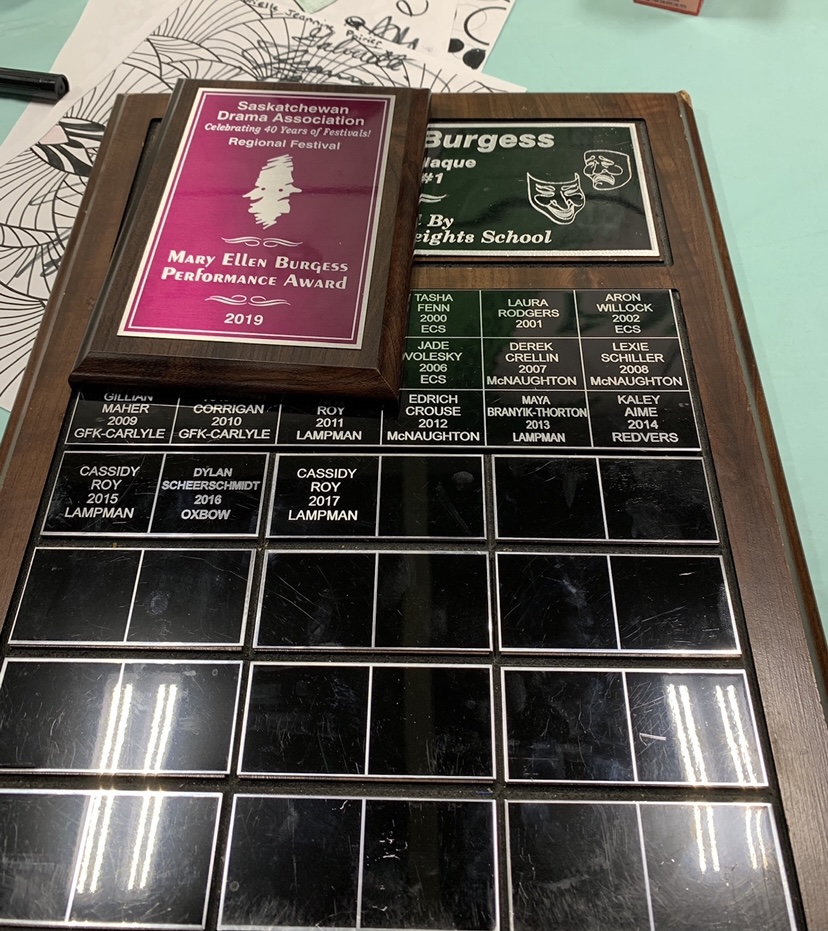 Saskatchewan
Drama Association
Celebrating 40 Years of Festivals!
Regional Festival
Mary Ellen Burgess
Performance Award
2019
Burgess
#1
By
School
TASHA
FENN
2000
ECS
LAURA
RODGERS
2001
ARON
WILLOCK
2002
ECS
JADE
2006
ECS
DEREK
CRELLIN
2007
McNAUGHTON
LEXIE
SCHILLER
2008
McNAUGHTON
GILLIAN
MAHER
2009
GFK-CARLYLE
CORRIGAN
2010
GFK-CARLYLE
ROY
2011
LAMPMAN
EDRICH
CROUSE
2012
McNAUGHTON
MAYA
BRANYIK-THORTON
2013
LAMPMAN
KALEY
AIME
2014
REDVERS
CASSIDY
ROY
2015
LAMPMAN
DYLAN
SCHEERSCHMIDT
2016
OXBOW
CASSIDY
ROY
2017
LAMPMAN